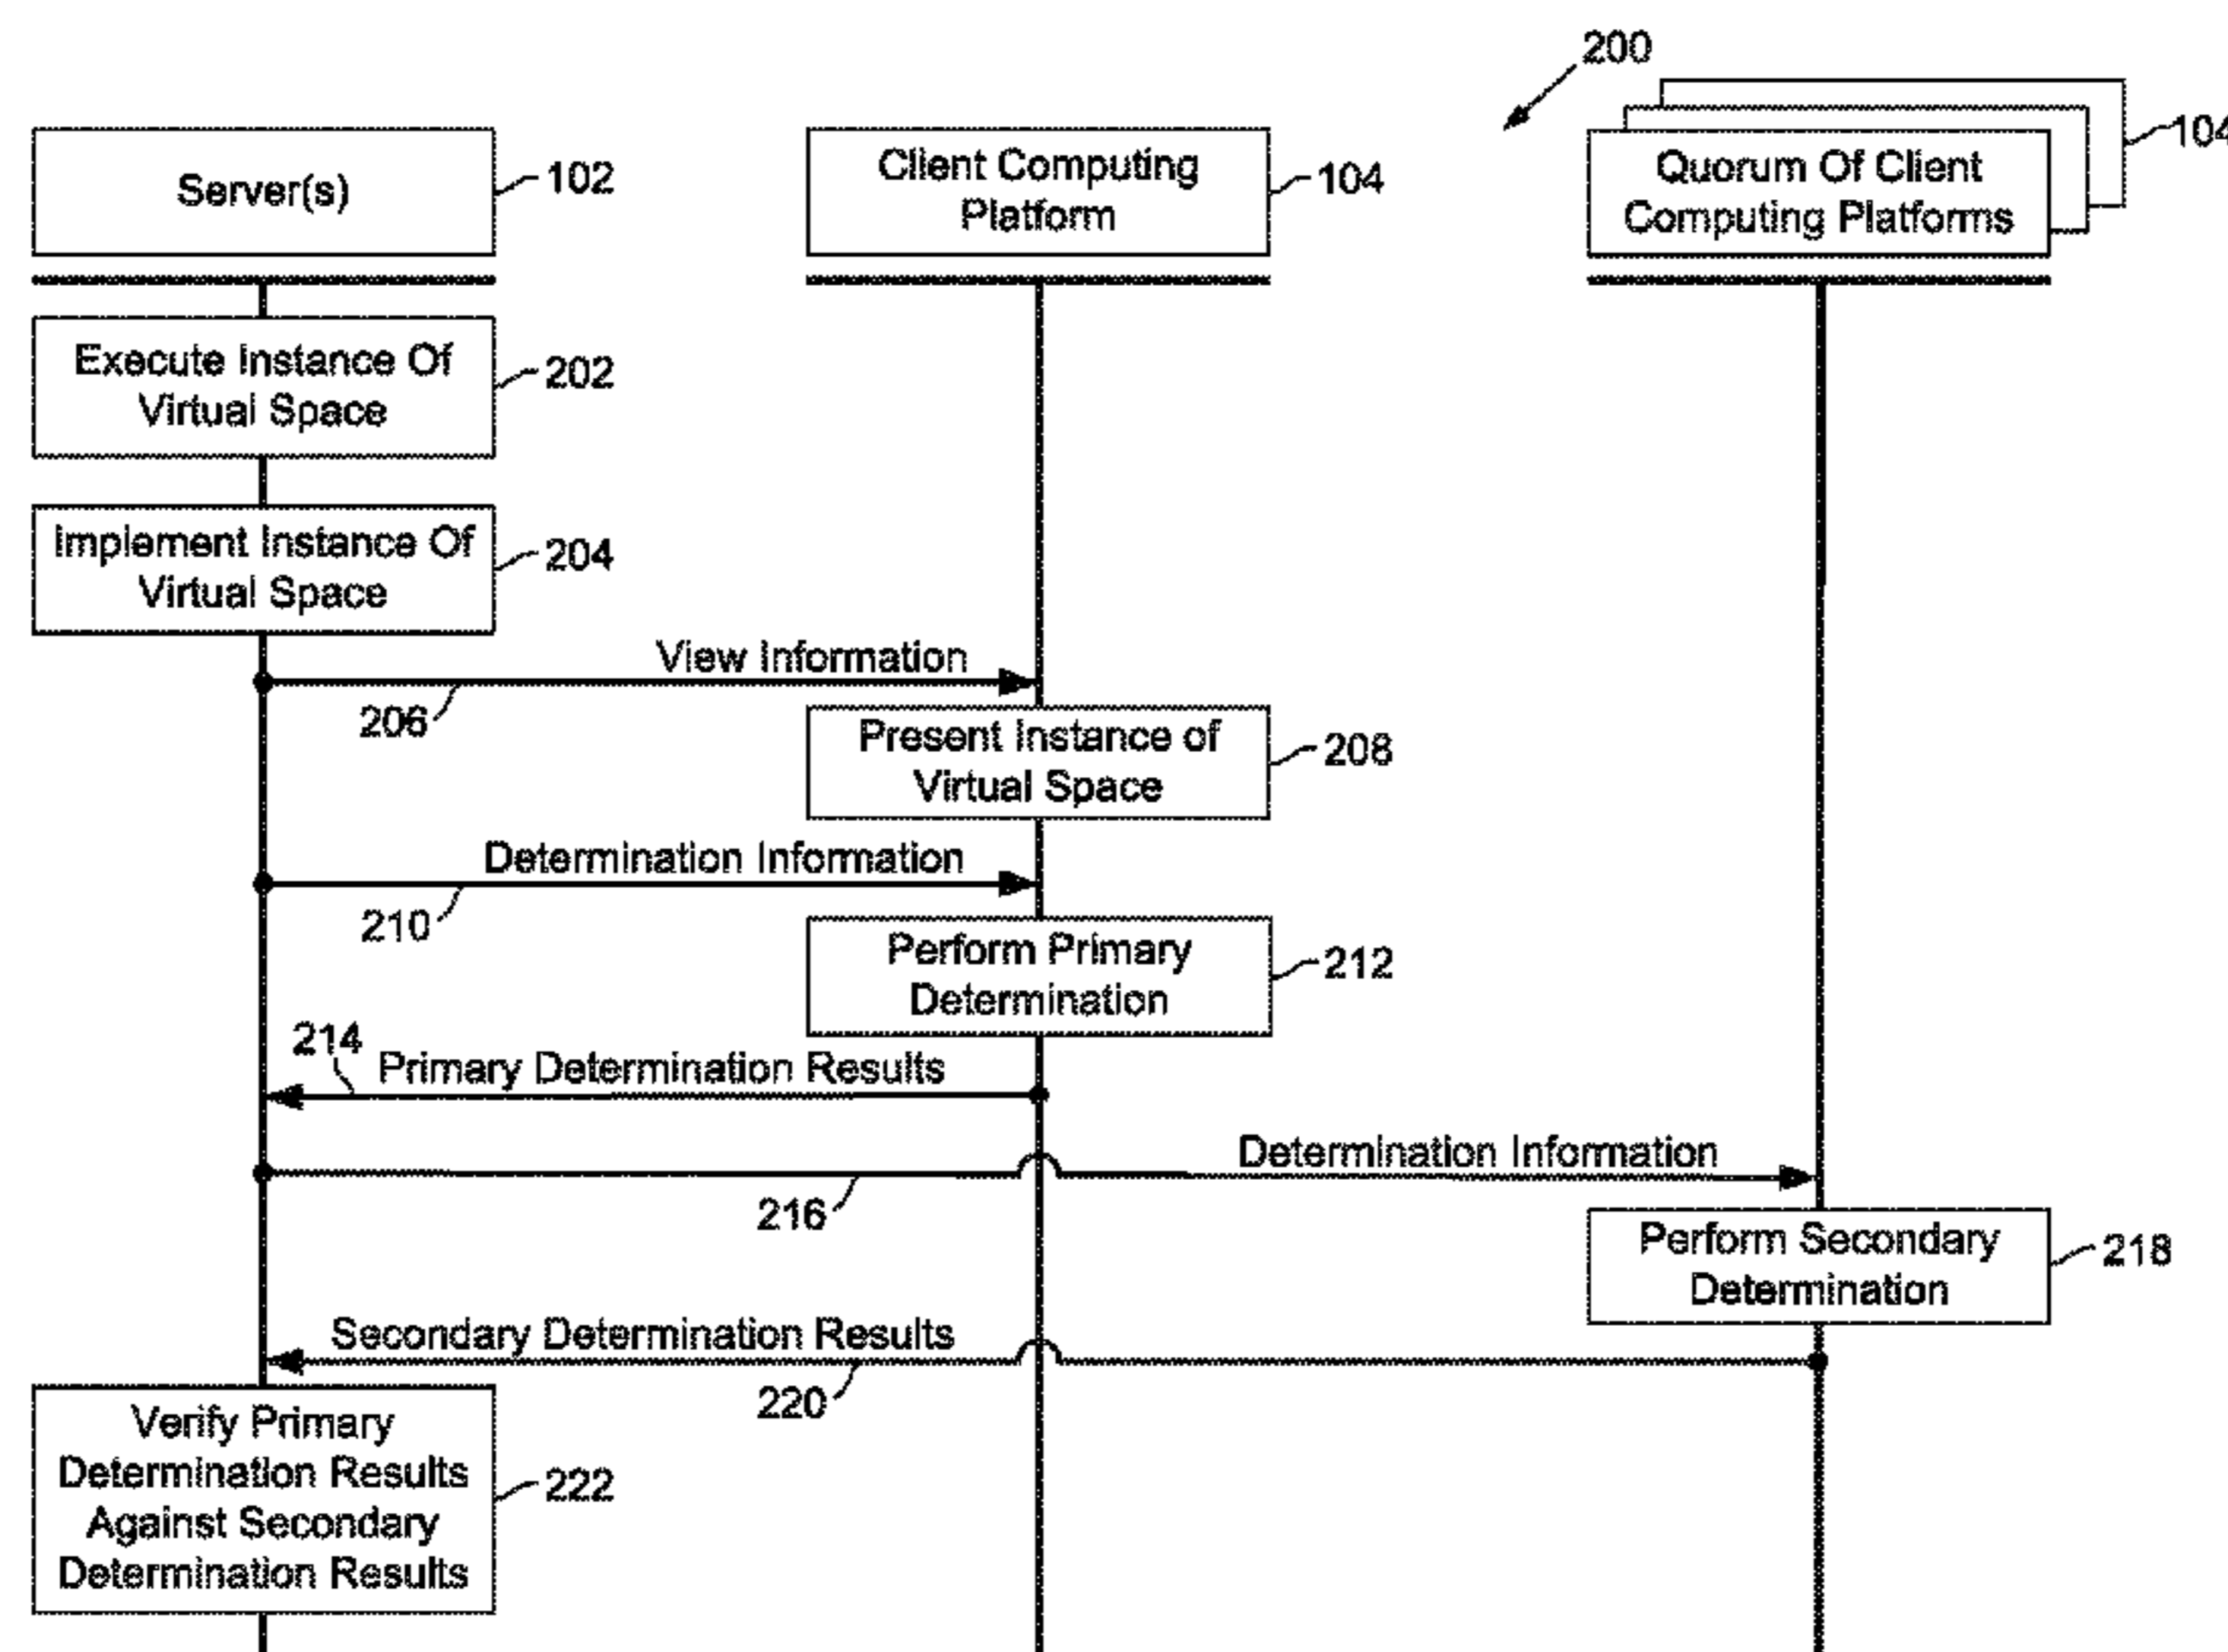 200
Server(s)
102
Client Computing
Platform
104
Quorum Of Client
Computing Platforms
104
Execute Instance Of
Virtual Space
202
Implement Instance Of
Virtual Space
204
View Information
206
Present Instance of
Virtual Space
208
Determination Information
210
Perform Primary
Determination
212
214
Primary Determination Results
Determination Information
216
Perform Secondary
Determination
218
Secondary Determination Results
220
Verify Primary
Determination Results
Against Secondary
Determination Results
222